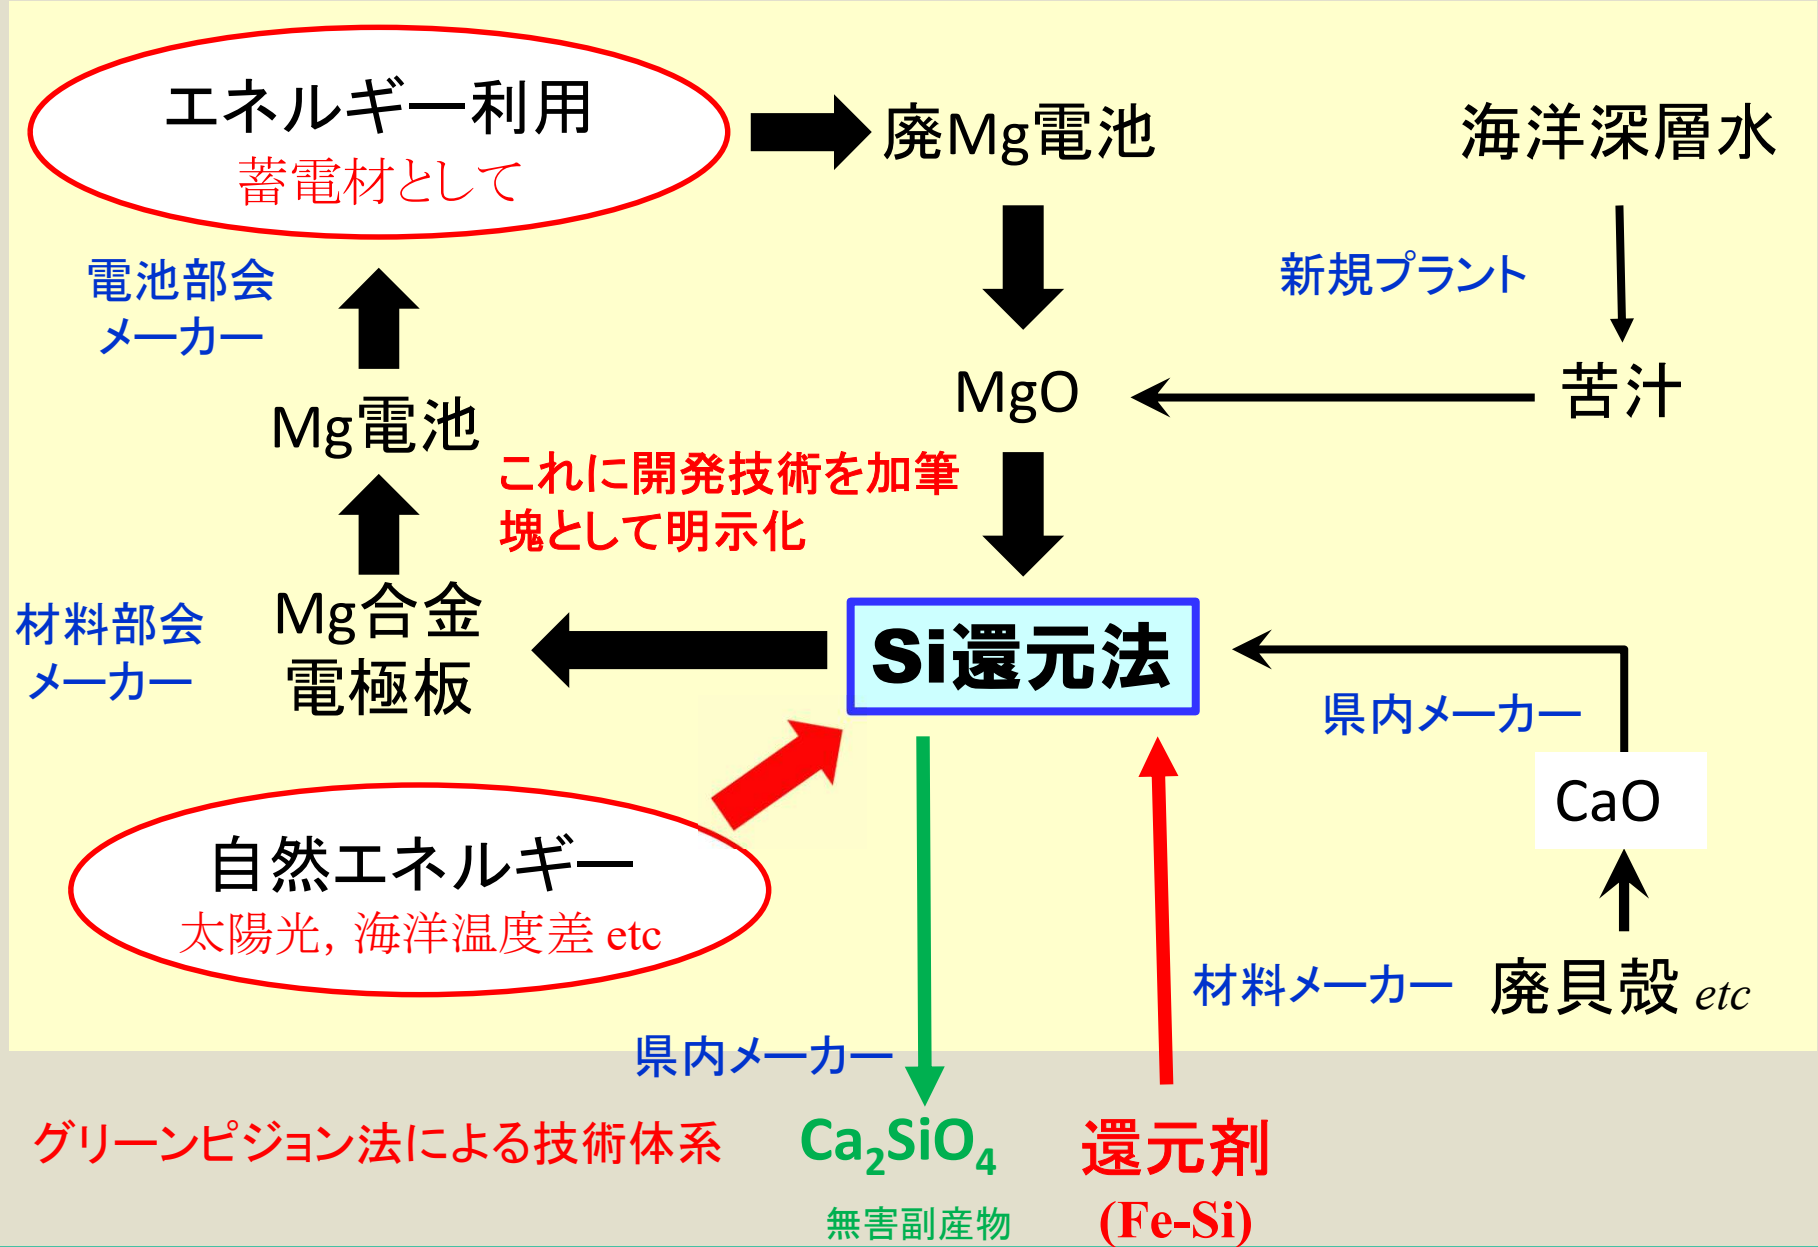 エネルギー利用
蓄電材として
廃Mg電池
海洋深層水
電池部会
メーカー
新規プラント
Mg電池
MgO
苦汁
これに開発技術を加筆
塊として明示化
材料部会
メーカー
Mg合金
電極板
Si還元法
県内メーカー
CaO
自然エネルギー
太陽光, 海洋温度差 etc
材料メーカー
廃貝殻 etc
県内メーカー
グリーンピジョン法による技術体系
Ca₂SiO₄
無害副産物
還元剤
(Fe-Si)